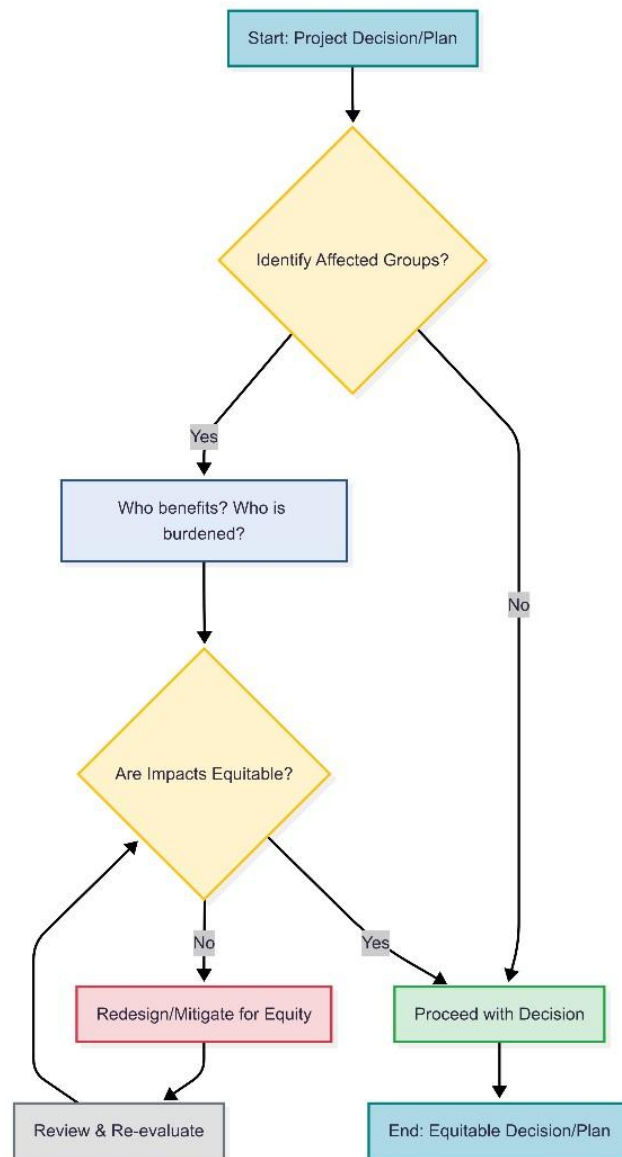 Start: Project Decision/Plan
Identify Affected Groups?
Yes
Who benefits? Who is
burdened?
No
Are Impacts Equitable?
No
Yes
Redesign/Mitigate for Equity
Proceed with Decision
Review & Re-evaluate
End: Equitable Decision/Plan